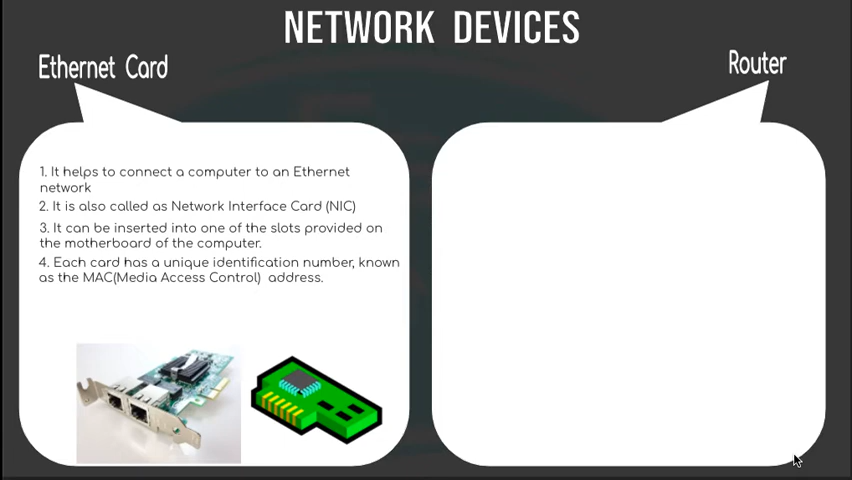 NETWORK DEVICES
Ethernet Card
Router
1. It helps to connect a computer to an Ethernet
network
2. It is also called as Network Interface Card (NIC)
3. It can be inserted into one of the slots provided on
the motherboard of the computer.
4. Each card has a unique identification number, known
as the MAC(Media Access Control) address.